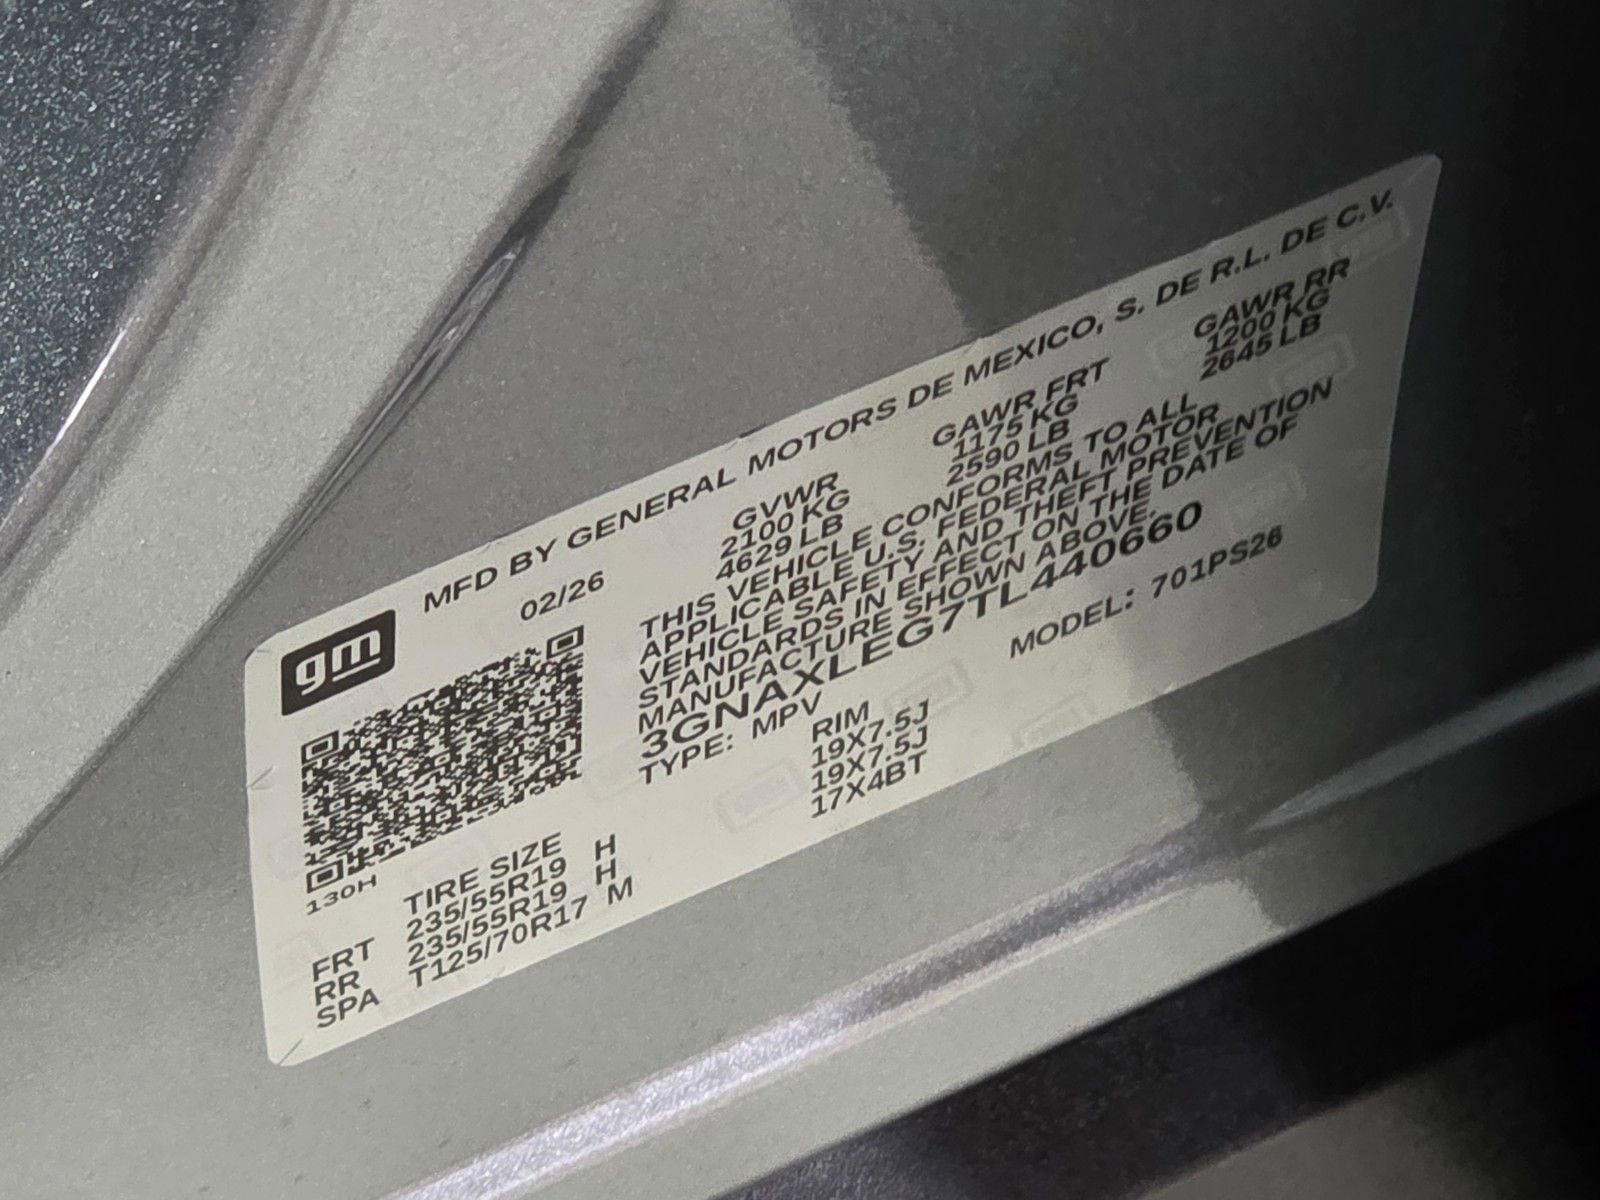 gm
MFD BY GENERAL MOTORS DE MEXICO, S. DE R.L. DE C.V.
02/26
GVWR
2100 KG
4629 LB
GAWR FRT
1175 KG
2590 LB
GAWR RR
1200 KG
2645 LB
THIS VEHICLE CONFORMS TO ALL
APPLICABLE U.S. FEDERAL MOTOR
VEHICLE SAFETY AND THEFT PREVENTION
STANDARDS IN EFFECT ON THE DATE OF
MANUFACTURE SHOWN ABOVE.
3GNAXLEG7TL440660
TYPE: MPV
MODEL: 701PS26
130H
TIRE SIZE
RIM
FRT 235/55R19 H 19X7.5J
RR 235/55R19 H 19X7.5J
SPA T125/70R17 M 17X4BT